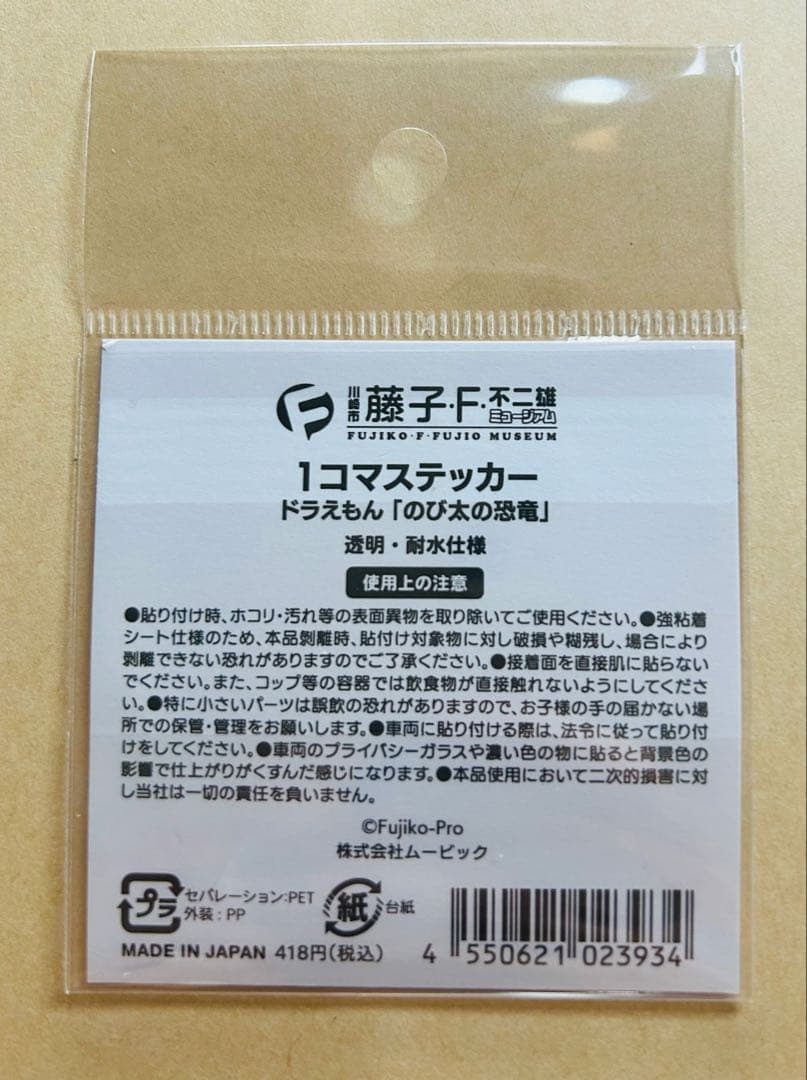 川崎市 藤子・F・不二雄ミュージアム
FUJIKO・F・FUJIO MUSEUM
1コマステッカー
ドラえもん「のび太の恐竜」
透明・耐水仕様
使用上の注意
●貼り付け時、ホコリ・汚れ等の表面異物を取り除いてご使用ください。●強粘着
シート仕様のため、本品剝離時、貼付け対象物に対し破損や糊残し、場合により
剝離できない恐れがありますのでご了承ください。●接着面を直接肌に貼らない
でください。また、コップ等の容器では飲食物が直接触れないようにしてくださ
い。●特に小さいパーツは誤飲の恐れがありますので、お子様の手の届かない場
所での保管・管理をお願いします。●車両に貼り付ける際は、法令に従って貼り付
けをしてください。●車両のプライバシーガラスや濃い色の物に貼ると背景色の
影響で仕上がりがくすんだ感じになります。●本品使用において二次的損害に対
し当社は一切の責任を負いません。
©Fujiko-Pro
株式会社ムービック
プラ セパレーション:PET
外装:PP
紙 台紙
MADE IN JAPAN 418円(税込)
4 550621 023934